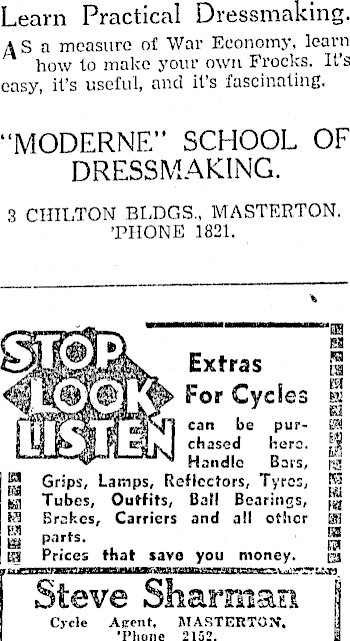 Learn Practical Dressmaking.
AS a measure of War Economy, learn
how to make your own Frocks. It's
easy, it's useful, and it's fascinating.
"MODERNE" SCHOOL OF
DRESSMAKING.
3 CHILTON BLDGS., MASTERTON.
'PHONE 1821.
STOP
LOOK
LISTEN
Extras
For Cycles
can be pur-
chased here.
Handle Bars,
Grips, Lamps, Reflectors, Tyres,
Tubes, Outfits, Ball Bearings,
Brakes, Carriers and all other
parts.
Prices that save you money.
Steve Sharman
Cycle Agent, MASTERTON.
'Phone 2152.